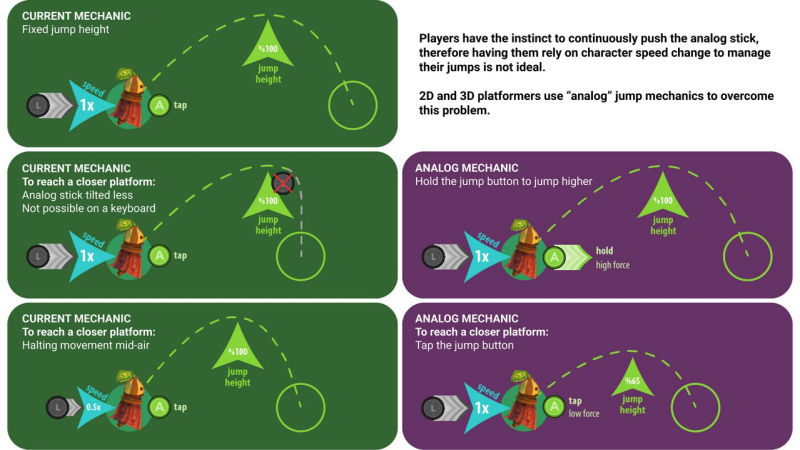 CURRENT MECHANIC
Fixed jump height
L
speed
1x
A
tap
%100
jump
height
Players have the instinct to continuously push the analog stick,
therefore having them rely on character speed change to manage
their jumps is not ideal.
2D and 3D platformers use “analog” jump mechanics to overcome
this problem.
CURRENT MECHANIC
To reach a closer platform:
Analog stick tilted less
Not possible on a keyboard
L
speed
1x
A
tap
%100
jump
height
ANALOG MECHANIC
Hold the jump button to jump higher
L
speed
1x
A
hold
high force
%100
jump
height
CURRENT MECHANIC
To reach a closer platform:
Halting movement mid-air
L
speed
0.5x
A
tap
%100
jump
height
ANALOG MECHANIC
To reach a closer platform:
Tap the jump button
L
speed
1x
A
tap
low force
%65
jump
height